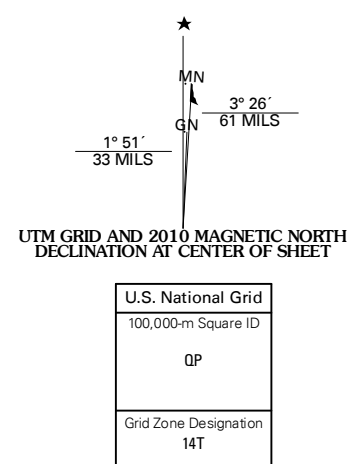 ★
MN
3° 26´
61 MILS
GN
1° 51´
33 MILS
UTM GRID AND 2010 MAGNETIC NORTH
DECLINATION AT CENTER OF SHEET
U.S. National Grid
100,000-m Square ID
QP
Grid Zone Designation
14T